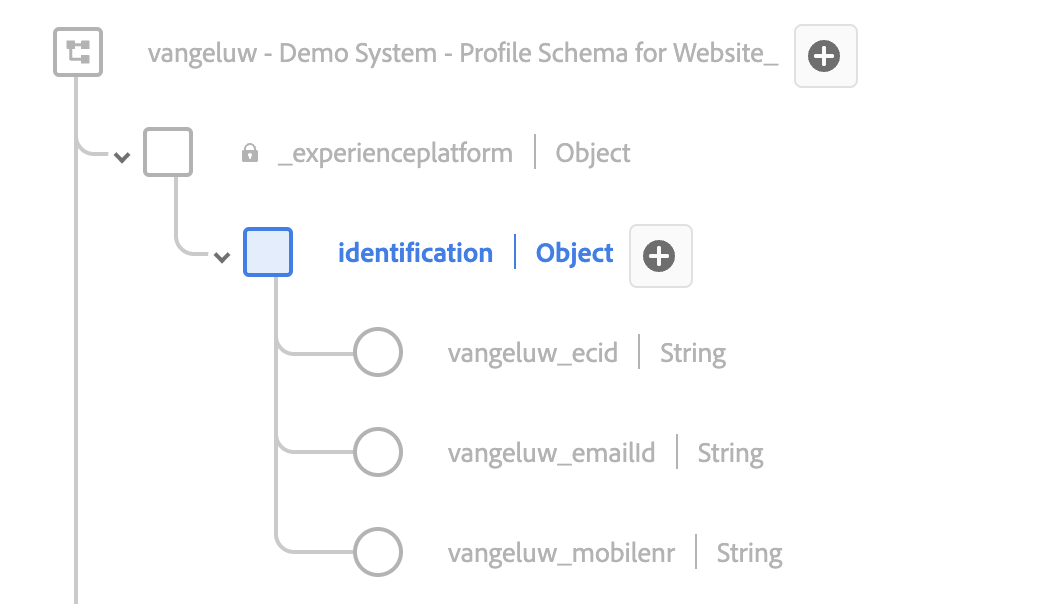 vangeluw - Demo System - Profile Schema for Website_
_experienceplatform | Object
identification | Object
vangeluw_ecid | String
vangeluw_emailId | String
vangeluw_mobilenr | String